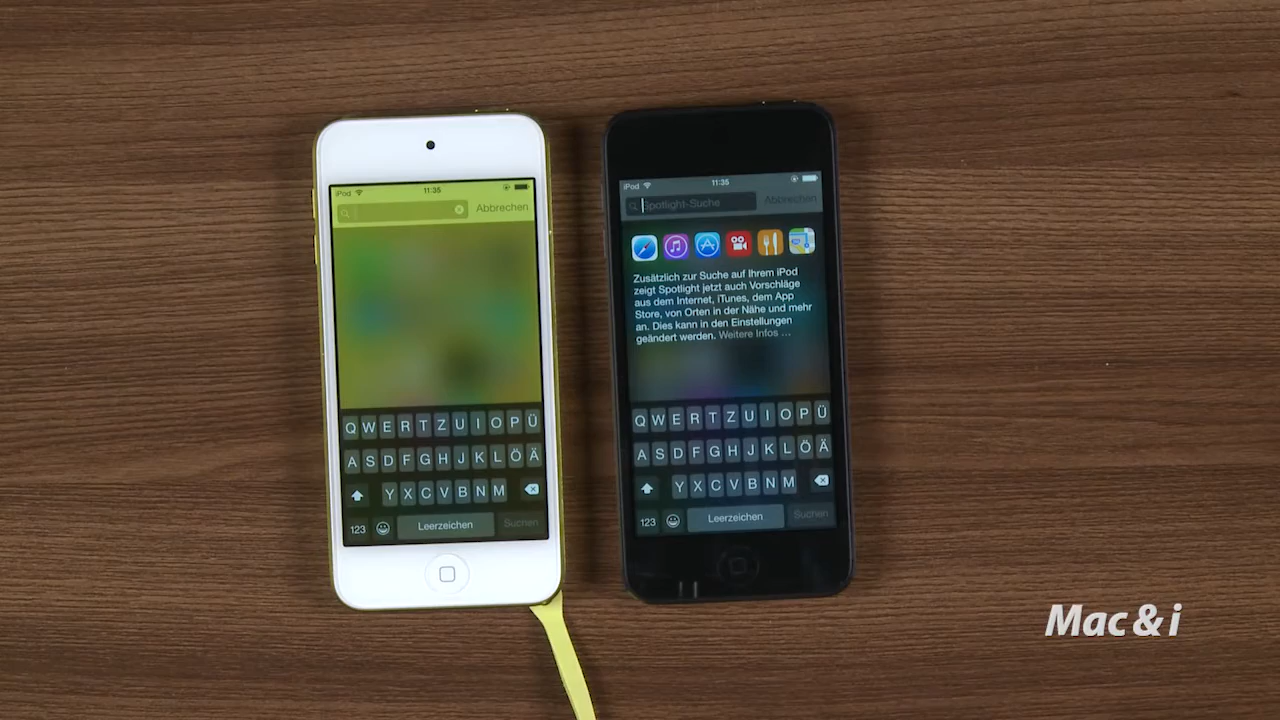 iPod 11:35
Abbrechen
Q W E R T Z U I O P Ü
A S D F G H J K L Ö Ä
Y X C V B N M
123 Leerzeichen Suchen
iPod 11:35
Spotlight-Suche Abbrechen
Zusätzlich zur Suche auf Ihrem iPod
zeigt Spotlight jetzt auch Vorschläge
aus dem Internet, iTunes, dem App
Store, von Orten in der Nähe und mehr
an. Dies kann in den Einstellungen
geändert werden. Weitere Infos ...
Q W E R T Z U I O P Ü
A S D F G H J K L Ö Ä
Y X C V B N M
123 Leerzeichen Suchen
Mac & i